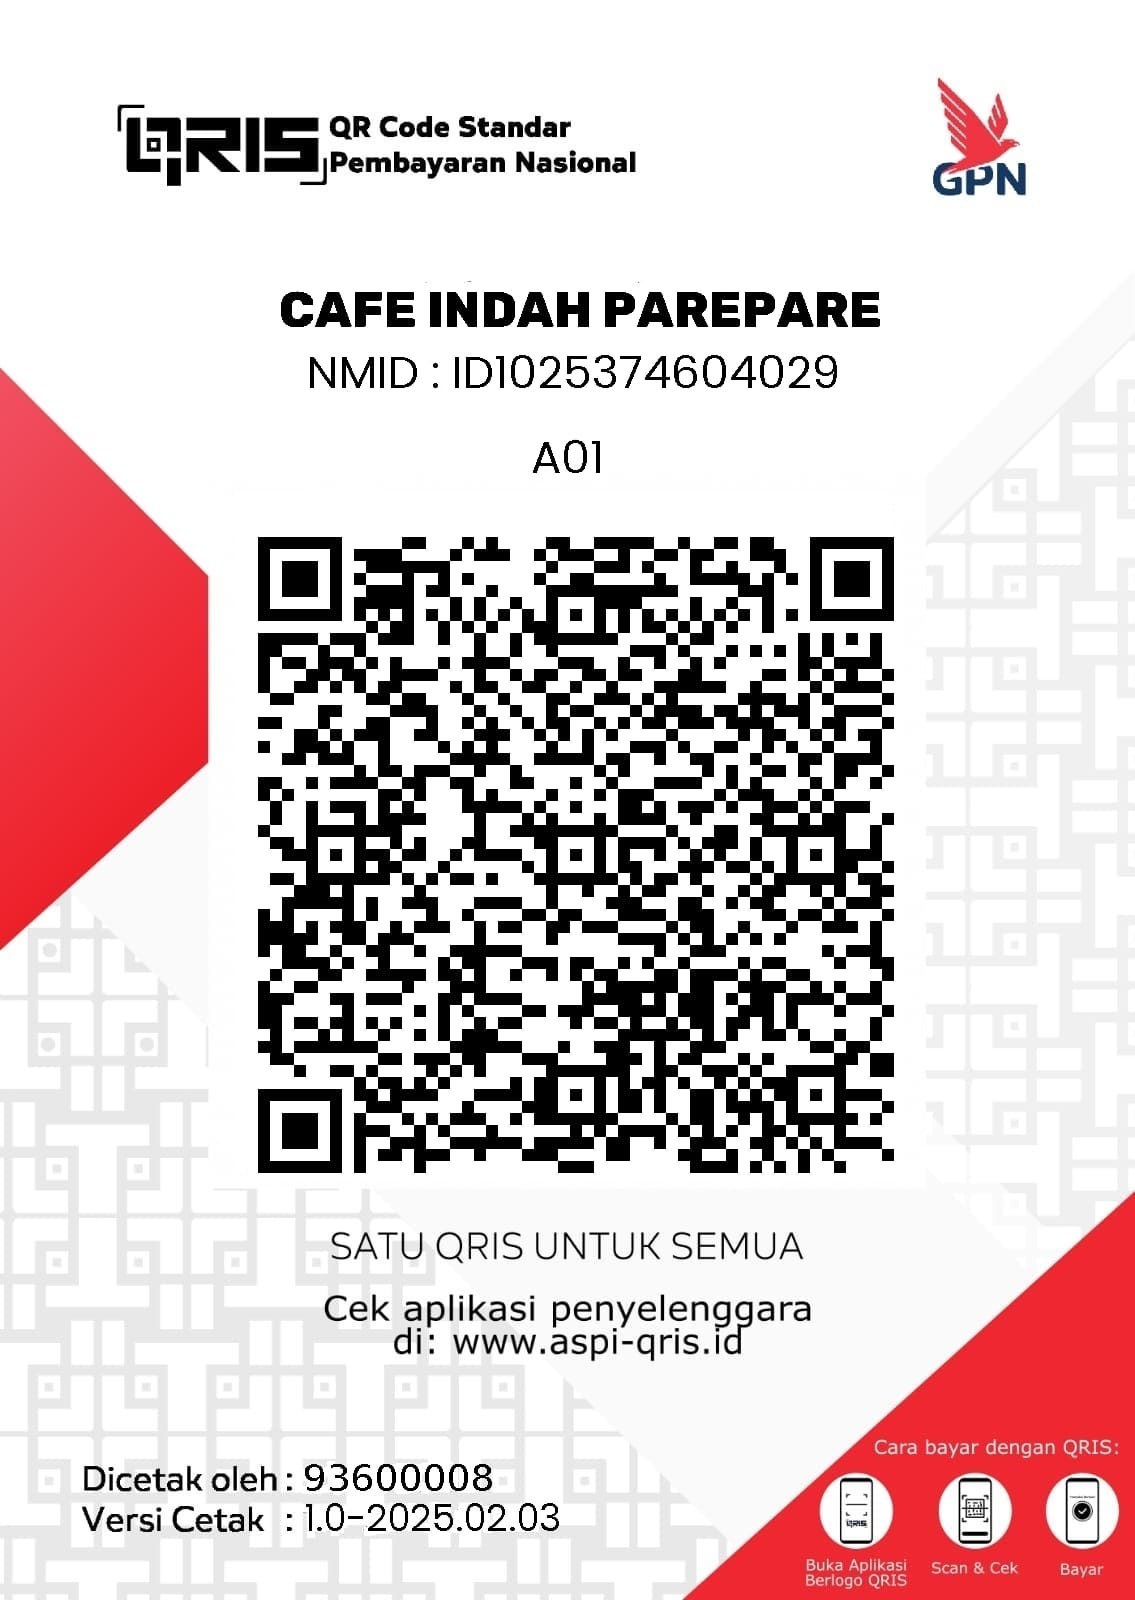 QRIS QR Code Standar
Pembayaran Nasional
GPN
CAFE INDAH PAREPARE
NMID : ID1025374604029
A01
SATU QRIS UNTUK SEMUA
Cek aplikasi penyelenggara
di: www.aspi-qris.id
Dicetak oleh : 93600008
Versi Cetak : 1.0-2025.02.03
Cara bayar dengan QRIS:
QRIS
Buka Aplikasi
Berlogo QRIS
Scan & Cek
Bayar